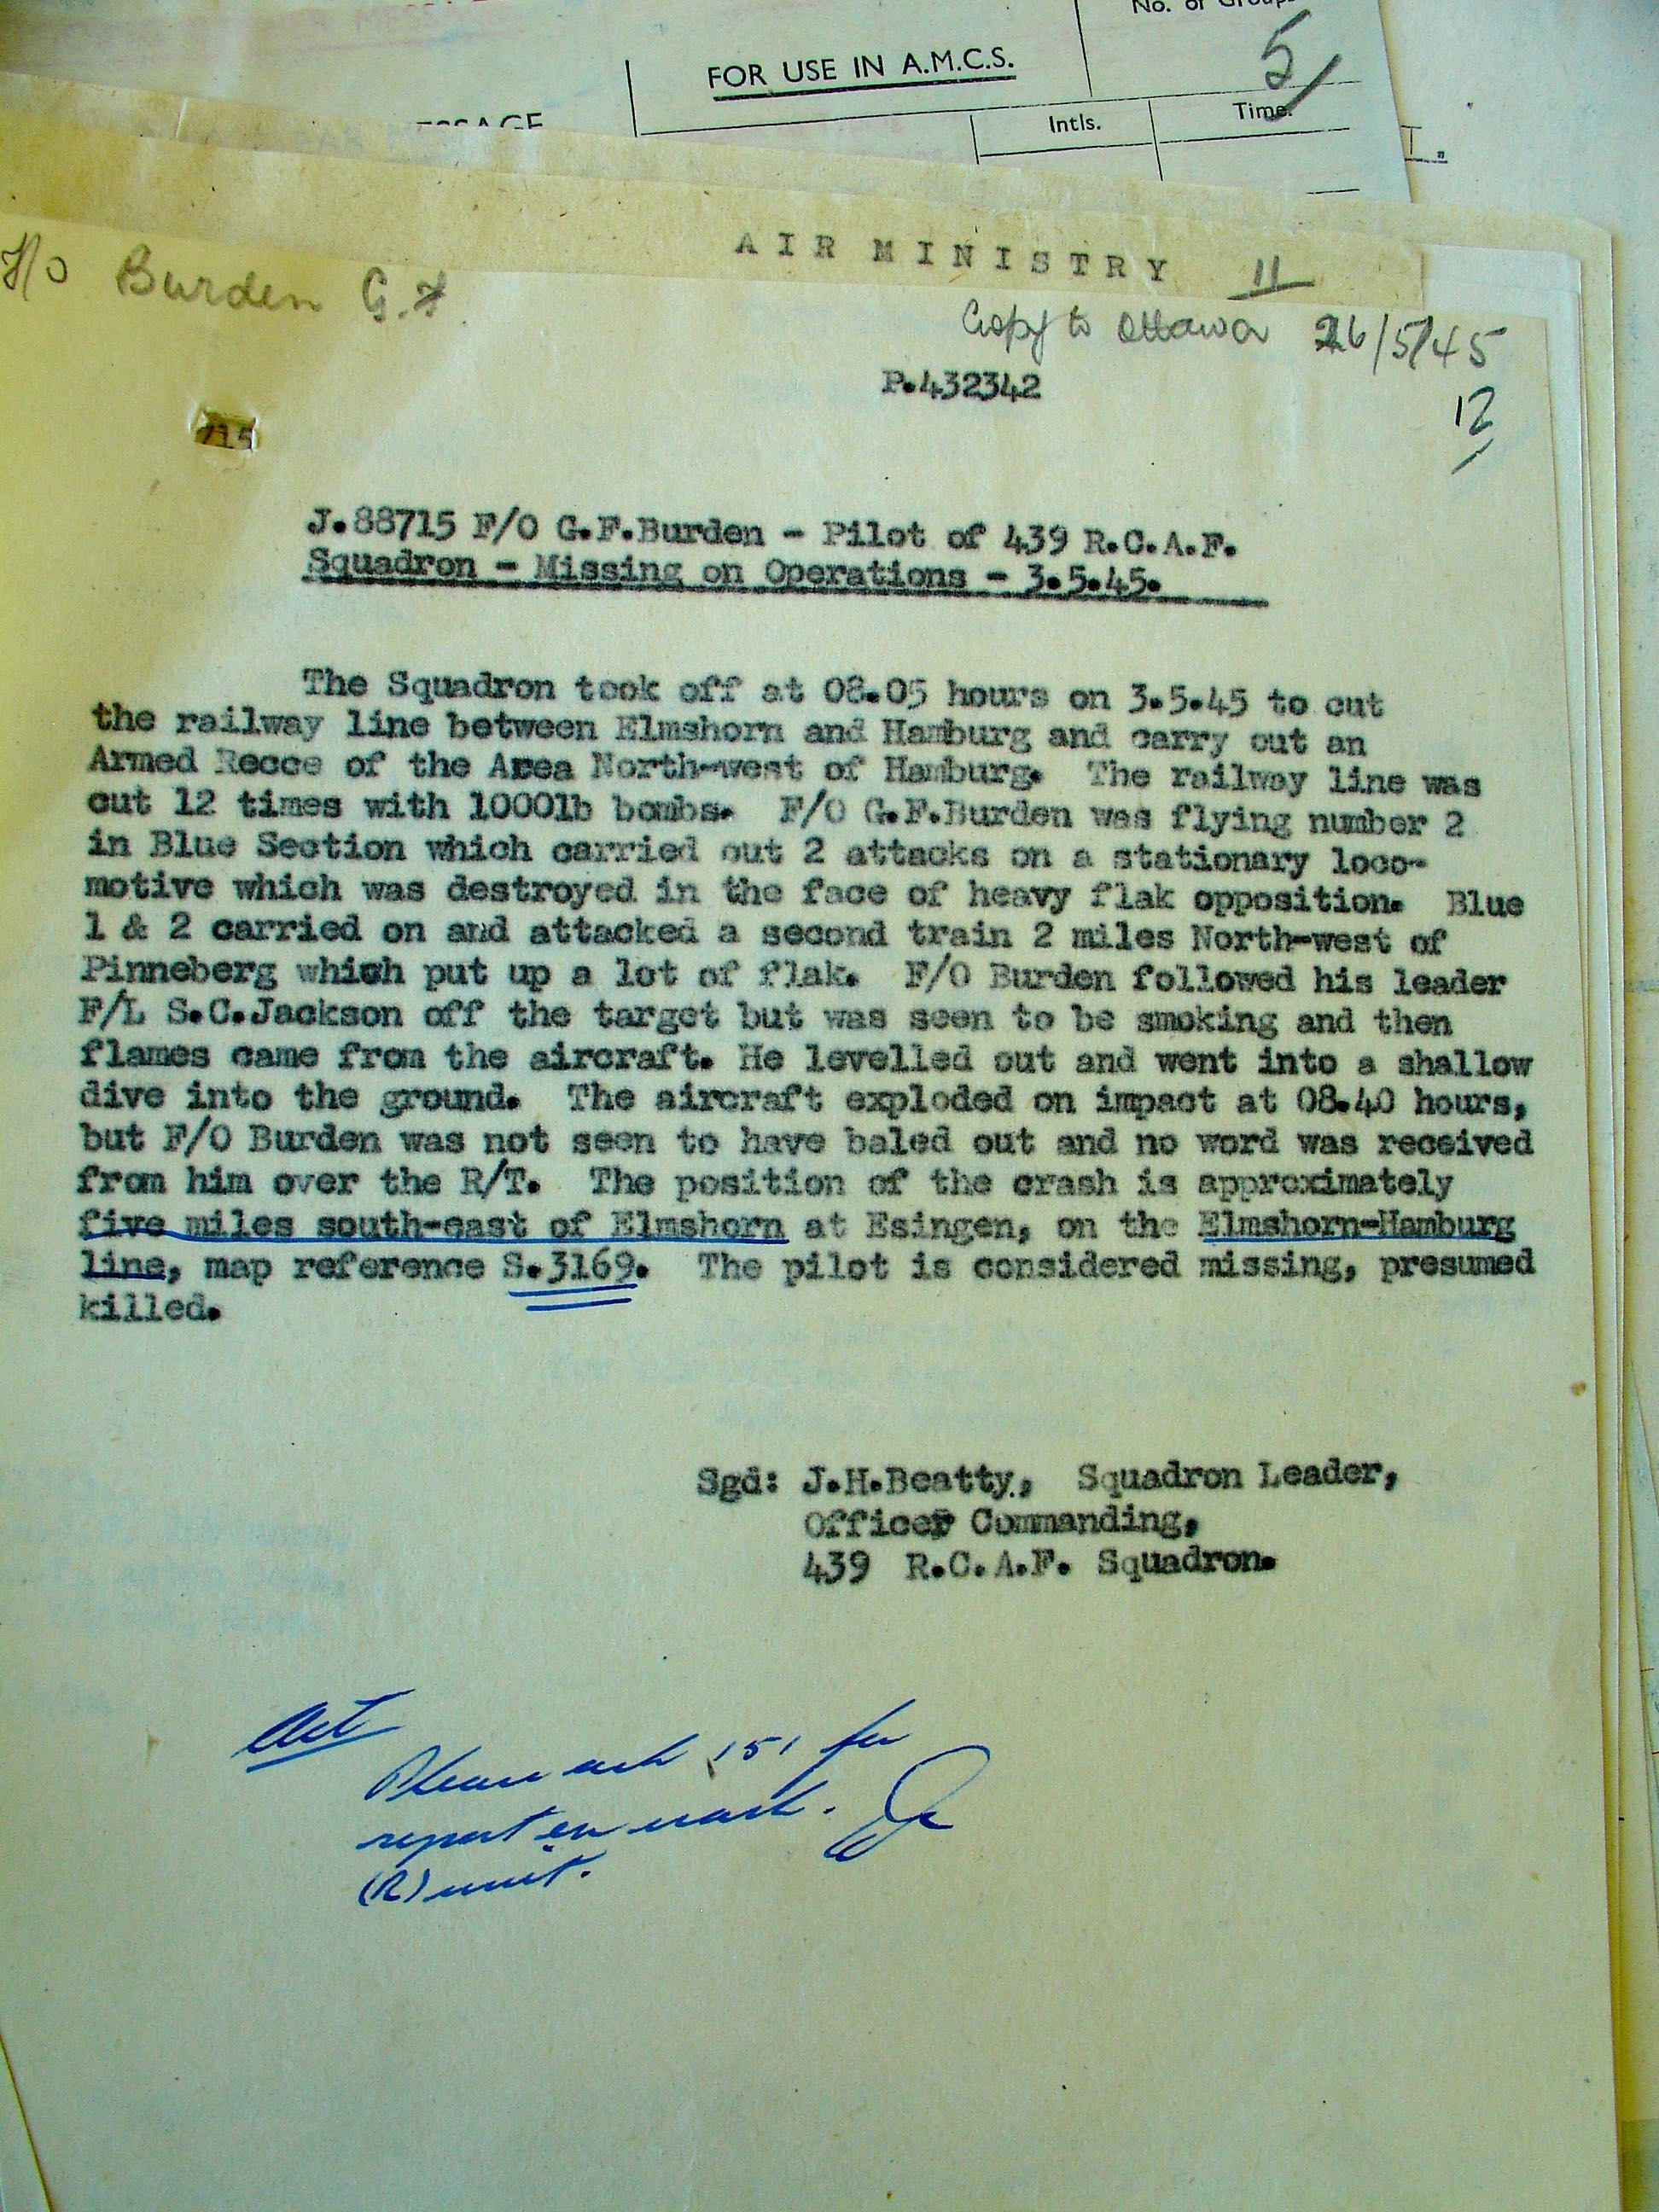 No. of Group
5/
FOR USE IN A.M.C.S.
Intls.
Time.
AIR MINISTRY
11
F/O Burden G.F.
Copy to Ottawa 26/5/45
P.432342
12
715
J.88715 F/O G.F.Burden - Pilot of 439 R.C.A.F.
Squadron - Missing on Operations - 3.5.45.
The Squadron took off at 08.05 hours on 3.5.45 to cut
the railway line between Elmshorn and Hamburg and carry out an
Armed Recce of the Area North-west of Hamburg. The railway line was
cut 12 times with 1000lb bombs. F/O G.F.Burden was flying number 2
in Blue Section which carried out 2 attacks on a stationary loco-
motive which was destroyed in the face of heavy flak opposition. Blue
1 & 2 carried on and attacked a second train 2 miles North-west of
Pinneberg which put up a lot of flak. F/O Burden followed his leader
F/L S.C.Jackson off the target but was seen to be smoking and then
flames came from the aircraft. He levelled out and went into a shallow
dive into the ground. The aircraft exploded on impact at 08.40 hours,
but F/O Burden was not seen to have baled out and no word was received
from him over the R/T. The position of the crash is approximately
five miles south-east of Elmshorn at Esingen, on the Elmshorn-Hamburg
line, map reference S.3169. The pilot is considered missing, presumed
killed.
Sgd: J.H.Beatty, Squadron Leader,
Officer Commanding,
439 R.C.A.F. Squadron.
Please ask 151 for
report on crash.
(R) unit.